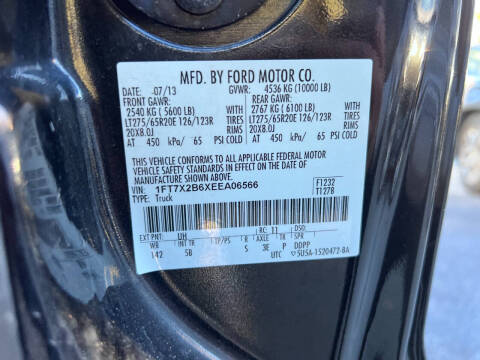 MFD. BY FORD MOTOR CO.
DATE: 07/13 GVWR: 4536 KG (10000 LB)
FRONT GAWR: REAR GAWR:
2540 KG (5600 LB) WITH 2767 KG (6100 LB) WITH
LT275/65R20E 126/123R TIRES LT275/65R20E 126/123R TIRES
20X8.0J RIMS 20X8.0J RIMS
AT 450 kPa/ 65 PSI COLD AT 450 kPa/ 65 PSI COLD
THIS VEHICLE CONFORMS TO ALL APPLICABLE FEDERAL MOTOR
VEHICLE SAFETY STANDARDS IN EFFECT ON THE DATE OF
MANUFACTURE SHOWN ABOVE.
VIN: 1FT7X2B6XEEA06566 F1232
TYPE: Truck T1278
EXT PNT: UH RC: 11 DSO:
WB INT TR TP/PS R AXLE TR SPR
142 5B S 3E P DDPP
UTC 5U5A-1520472-BA